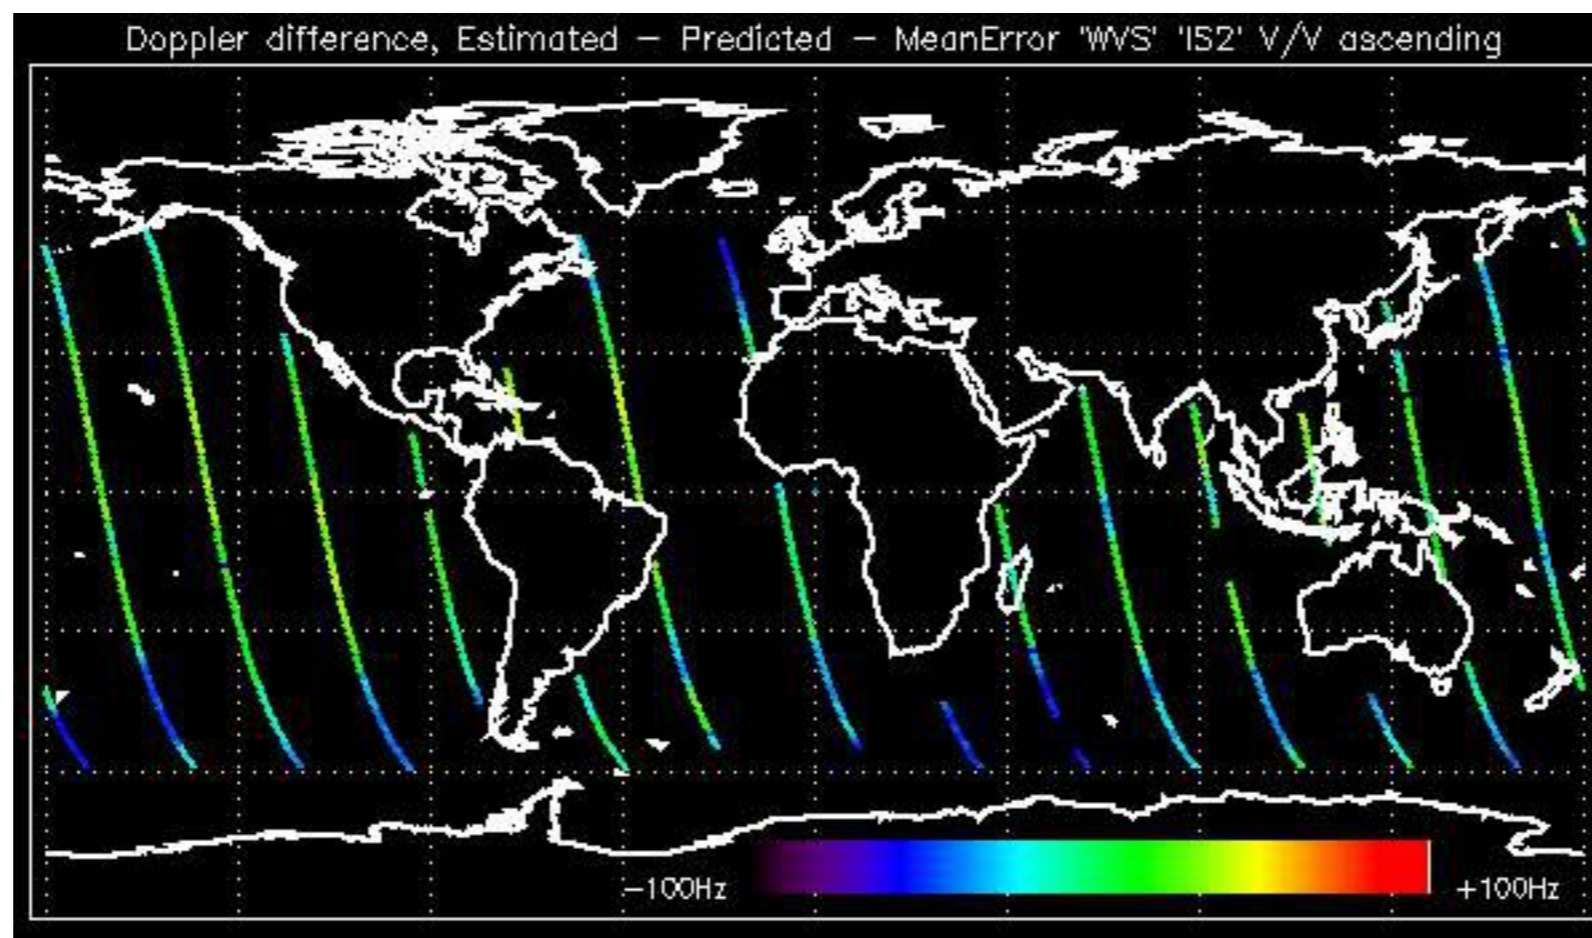 Doppler difference, Estimated – Predicted – MeanError 'WVS' 'IS2' V/V ascending
–100Hz
+100Hz